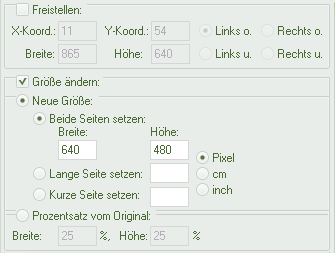 Freistellen:
X-Koord.: 11 Y-Koord.: 54 Links o. Rechts o.
Breite: 865 Höhe: 640 Links u. Rechts u.
Größe ändern:
Neue Größe:
Beide Seiten setzen:
Breite: Höhe:
640 480
Pixel
Lange Seite setzen: cm
Kurze Seite setzen: inch
Prozentsatz vom Original:
Breite: 25 %, Höhe: 25 %